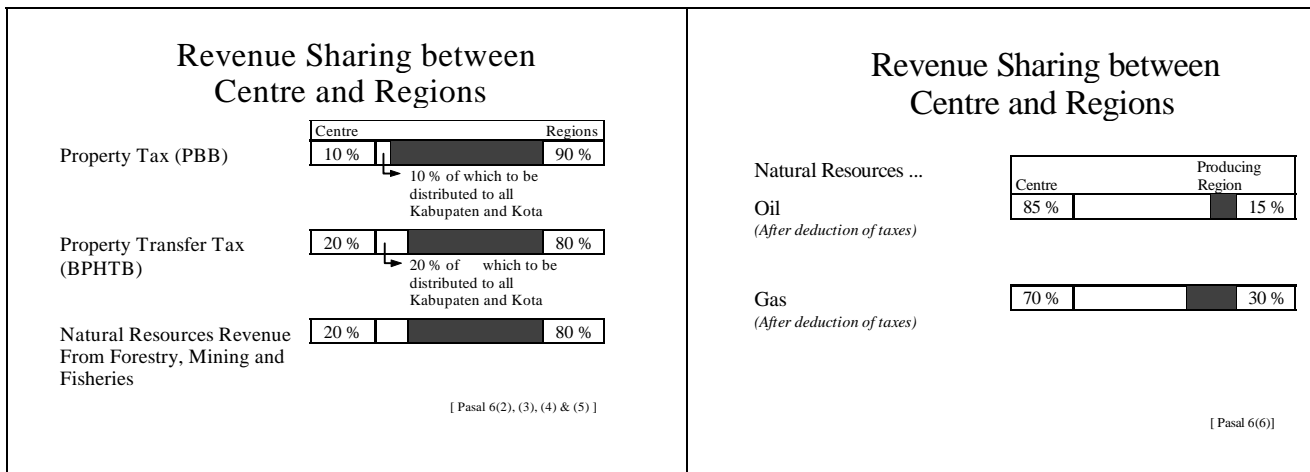 Revenue Sharing between
Centre and Regions
Centre Regions
Property Tax (PBB) 10 % 90 %
10 % of which to be
distributed to all
Kabupaten and Kota
Property Transfer Tax 20 % 80 %
(BPHTB)
20 % of which to be
distributed to all
Kabupaten and Kota
Natural Resources Revenue 20 % 80 %
From Forestry, Mining and
Fisheries
[ Pasal 6(2), (3), (4) & (5) ]
Revenue Sharing between
Centre and Regions
Natural Resources ...
Producing
Centre Region
Oil 85 % 15 %
(After deduction of taxes)
Gas 70 % 30 %
(After deduction of taxes)
[ Pasal 6(6)]